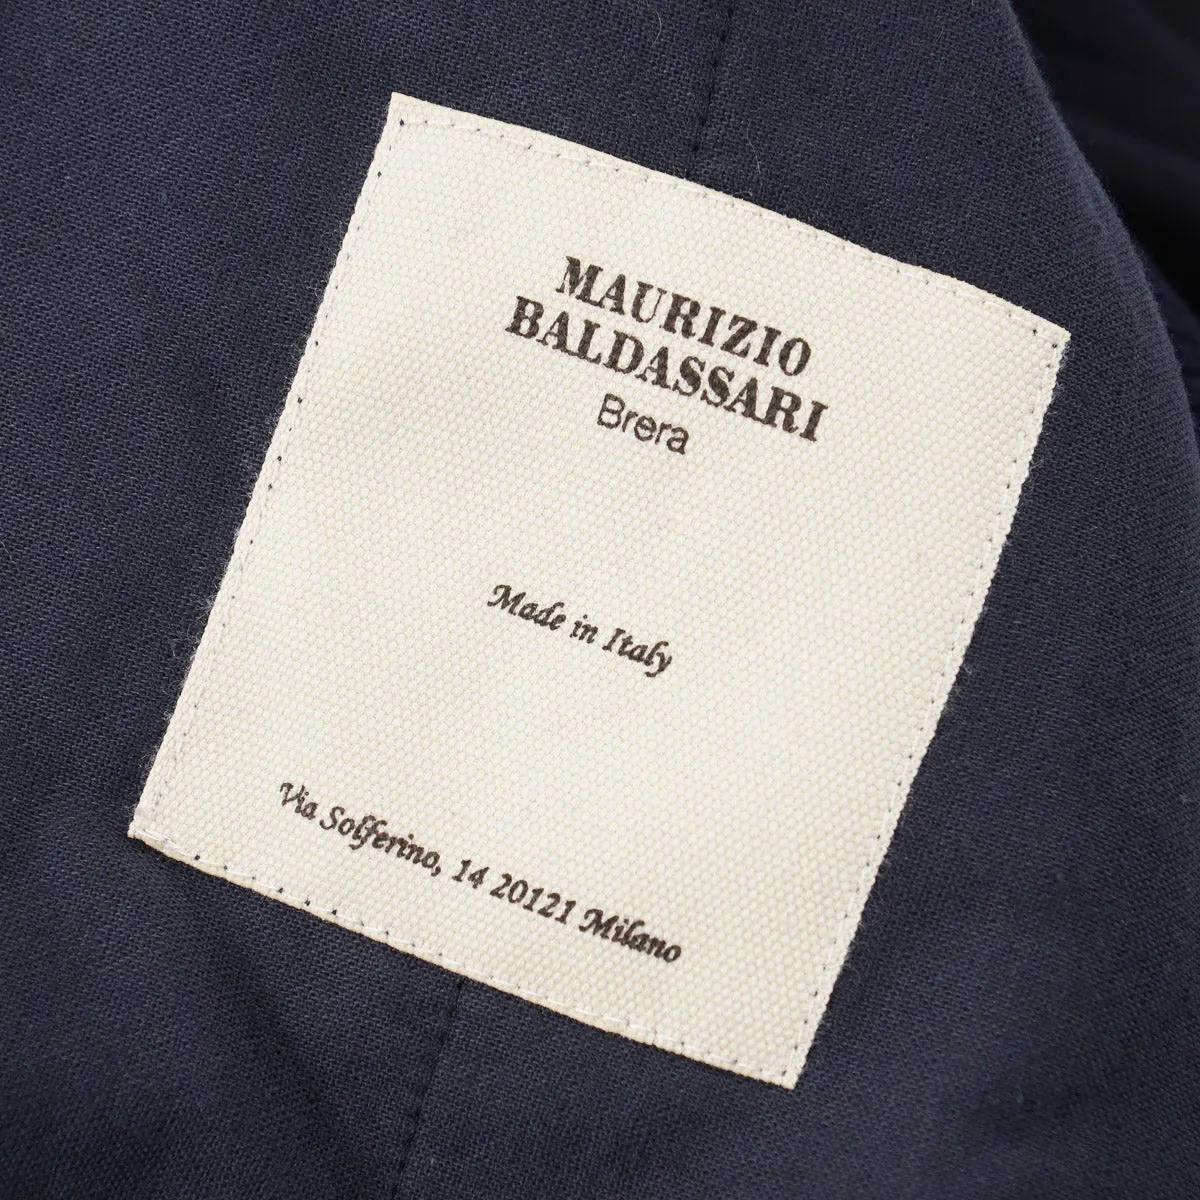 MAURIZIO
BALDASSARI
Brera
Made in Italy
Via Solferino, 14 20121 Milano